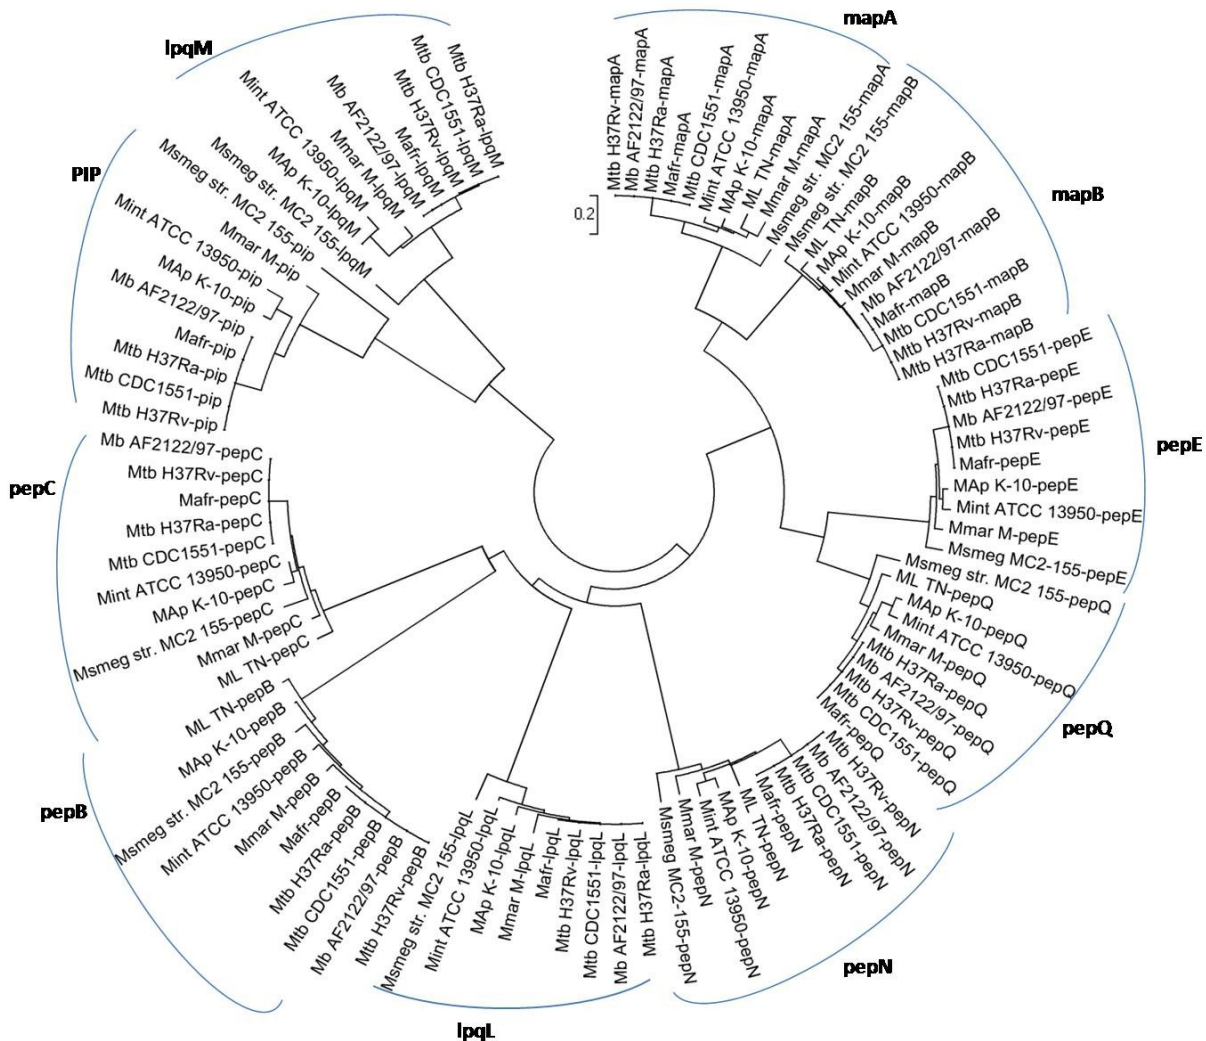 mapA
Mtb H37Rv-mapA
Mb AF2122/97-mapA
Mtb H37Ra-mapA
Mafr-mapA
Mtb CDC1551-mapA
Mint ATCC 13950-mapA
MAp K-10-mapA
ML TN-mapA
Mmar M-mapA
Msmeg str. MC2 155-mapA
mapB
Msmeg str. MC2 155-mapB
ML TN-mapB
MAp K-10-mapB
Mint ATCC 13950-mapB
Mmar M-mapB
Mb AF2122/97-mapB
Mafr-mapB
Mtb CDC1551-mapB
Mtb H37Rv-mapB
Mtb H37Ra-mapB
pepE
Mtb CDC1551-pepE
Mtb H37Ra-pepE
Mb AF2122/97-pepE
Mtb H37Rv-pepE
Mafr-pepE
MAp K-10-pepE
Mint ATCC 13950-pepE
Mmar M-pepE
Msmeg MC2-155-pepE
pepQ
Msmeg str. MC2 155-pepQ
ML TN-pepQ
MAp K-10-pepQ
Mint ATCC 13950-pepQ
Mmar M-pepQ
Mtb H37Ra-pepQ
Mb AF2122/97-pepQ
Mtb H37Rv-pepQ
Mtb CDC1551-pepQ
Mafr-pepQ
pepN
Mtb H37Rv-pepN
Mb AF2122/97-pepN
Mtb CDC1551-pepN
Mtb H37Ra-pepN
Mafr-pepN
ML TN-pepN
MAp K-10-pepN
Mint ATCC 13950-pepN
Mmar M-pepN
Msmeg MC2-155-pepN
lpqL
Mtb H37Ra-lpqL
Mb AF2122/97-lpqL
Mtb CDC1551-lpqL
Mtb H37Rv-lpqL
Mafr-lpqL
Mmar M-lpqL
MAp K-10-lpqL
Mint ATCC 13950-lpqL
Msmeg str. MC2 155-lpqL
pepB
Mtb H37Rv-pepB
Mb AF2122/97-pepB
Mtb CDC1551-pepB
Mtb H37Ra-pepB
Mafr-pepB
Mmar M-pepB
Mint ATCC 13950-pepB
Msmeg str. MC2 155-pepB
MAp K-10-pepB
ML TN-pepB
pepC
ML TN-pepC
Mmar M-pepC
Msmeg str. MC2 155-pepC
MAp K-10-pepC
Mint ATCC 13950-pepC
Mtb CDC1551-pepC
Mtb H37Ra-pepC
Mafr-pepC
Mtb H37Rv-pepC
Mb AF2122/97-pepC
PIP
Mtb H37Rv-pip
Mtb CDC1551-pip
Mtb H37Ra-pip
Mafr-pip
Mb AF2122/97-pip
MAp K-10-pip
Mint ATCC 13950-pip
Mmar M-pip
Msmeg str. MC2 155-pip
lpqM
Msmeg str. MC2 155-lpqM
MAp K-10-lpqM
Mint ATCC 13950-lpqM
Mmar M-lpqM
Mb AF2122/97-lpqM
Mafr-lpqM
Mtb H37Rv-lpqM
Mtb CDC1551-lpqM
Mtb H37Ra-lpqM
0.2